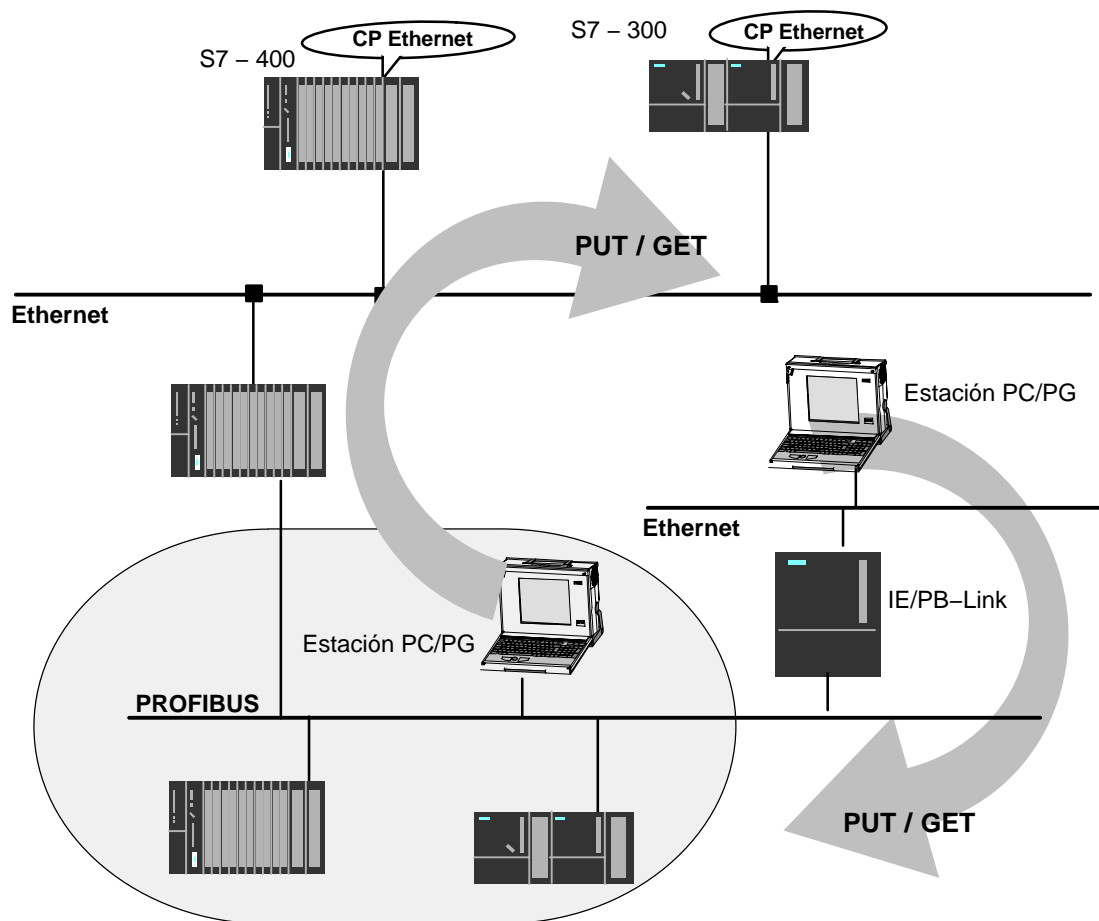 CP Ethernet
S7 – 400
S7 – 300
CP Ethernet
PUT / GET
Ethernet
Estación PC/PG
Ethernet
IE/PB–Link
Estación PC/PG
PROFIBUS
PUT / GET